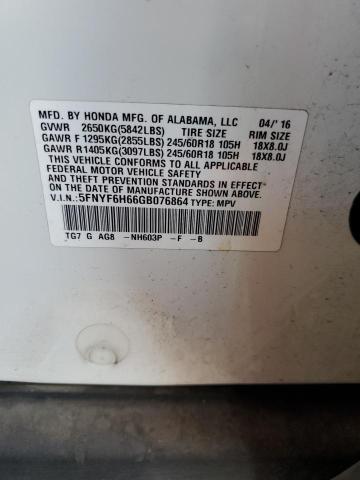 MFD. BY HONDA MFG. OF ALABAMA, LLC 04/'16
GVWR 2650KG(5842LBS) TIRE SIZE RIM SIZE
GAWR F 1295KG(2855LBS) 245/60R18 105H 18X8.0J
GAWR R 1405KG(3097LBS) 245/60R18 105H 18X8.0J
THIS VEHICLE CONFORMS TO ALL APPLICABLE
FEDERAL MOTOR VEHICLE SAFETY AND
THEFT PREVENTION STANDARDS IN EFFECT
ON THE DATE OF MANUFACTURE SHOWN ABOVE.
V.I.N.:5FNYF6H66GB076864 TYPE: MPV
TG7 G AG8 -NH603P -F -B